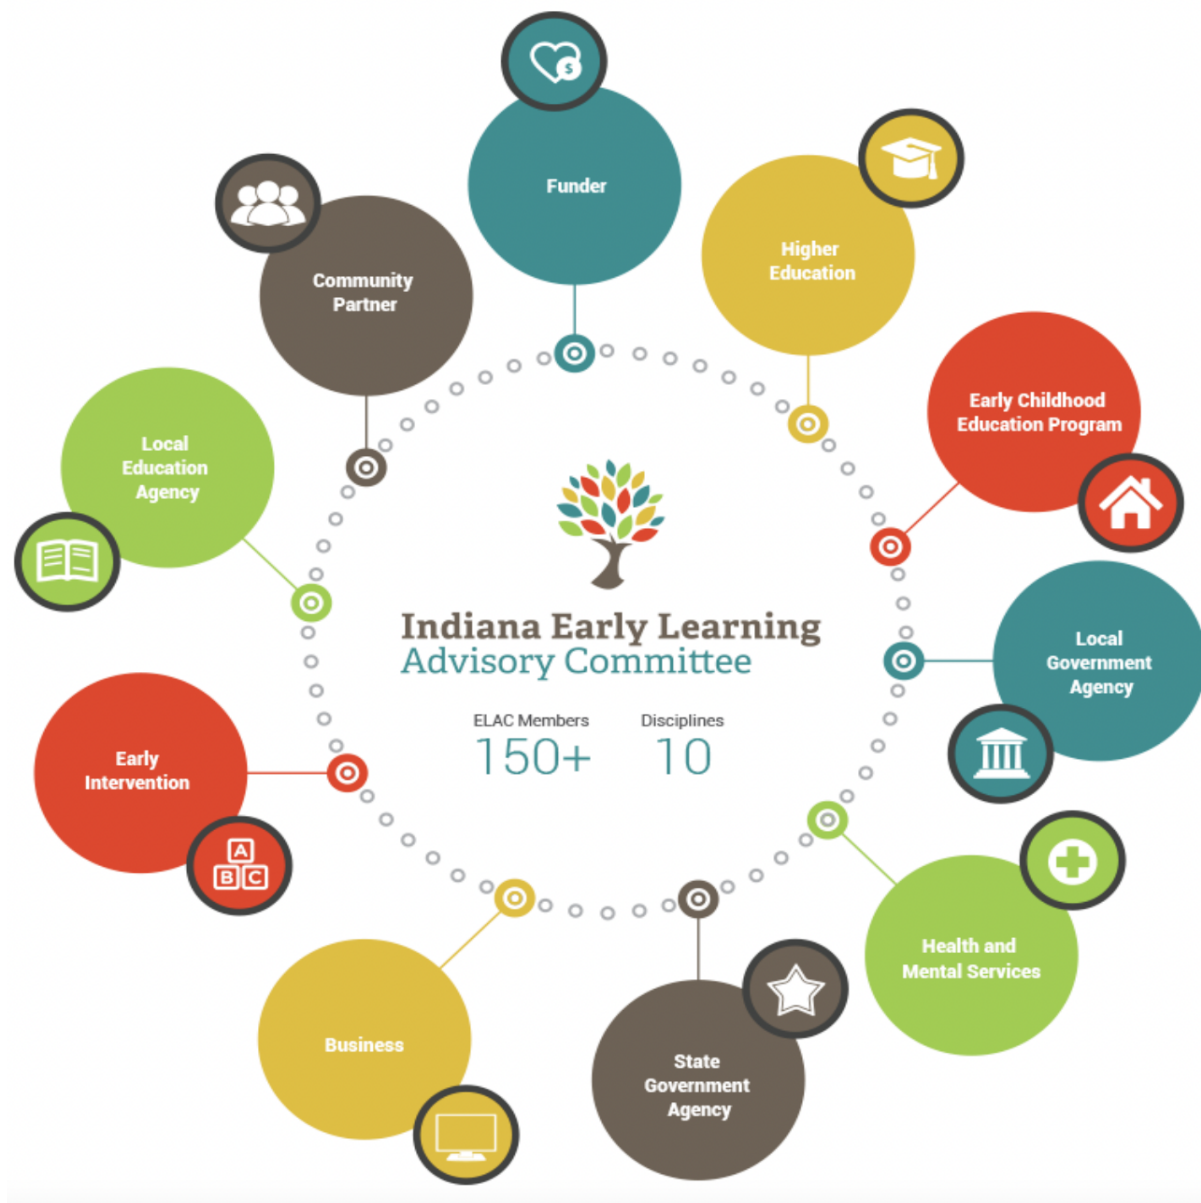 $
Funder
Higher
Education
Community
Partner
Early Childhood
Education Program
Local
Education
Agency
Indiana Early Learning
Advisory Committee
Local
Government
Agency
ELAC Members
150+
Disciplines
10
Early
Intervention
A
B C
Health and
Mental Services
Business
State
Government
Agency